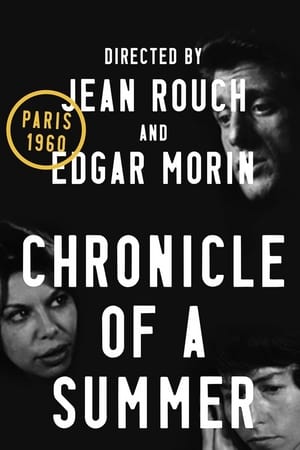 DIRECTED BY
JEAN ROUCH
PARIS
1960
AND
EDGAR MORIN
CHRONICLE
OF A
SUMMER